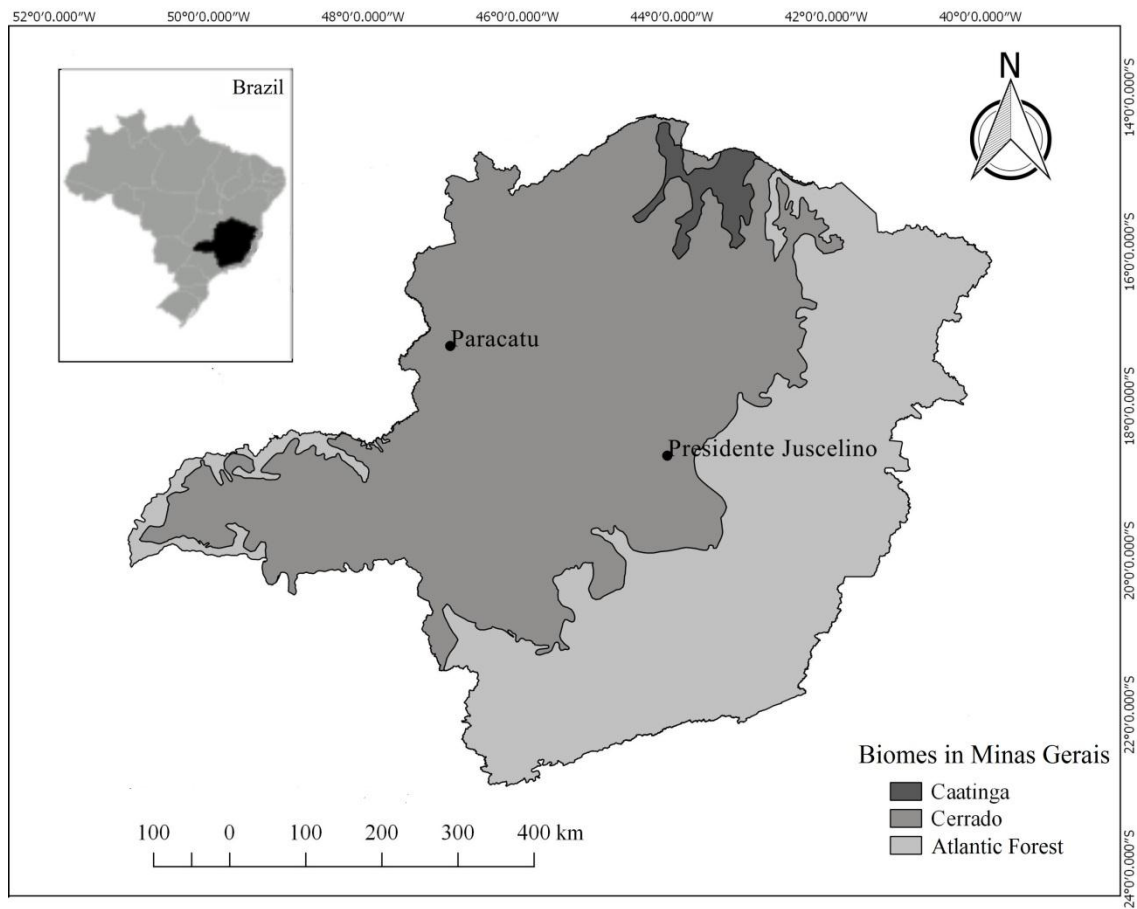 52°0'0.000"W 50°0'0.000"W 48°0'0.000"W 46°0'0.000"W 44°0'0.000"W 42°0'0.000"W 40°0'0.000"W
Brazil
N
14°0'0.000"S
16°0'0.000"S
Paracatu
18°0'0.000"S
Presidente Juscelino
20°0'0.000"S
22°0'0.000"S
Biomes in Minas Gerais
Caatinga
Cerrado
Atlantic Forest
100 0 100 200 300 400 km
24°0'0.000"S